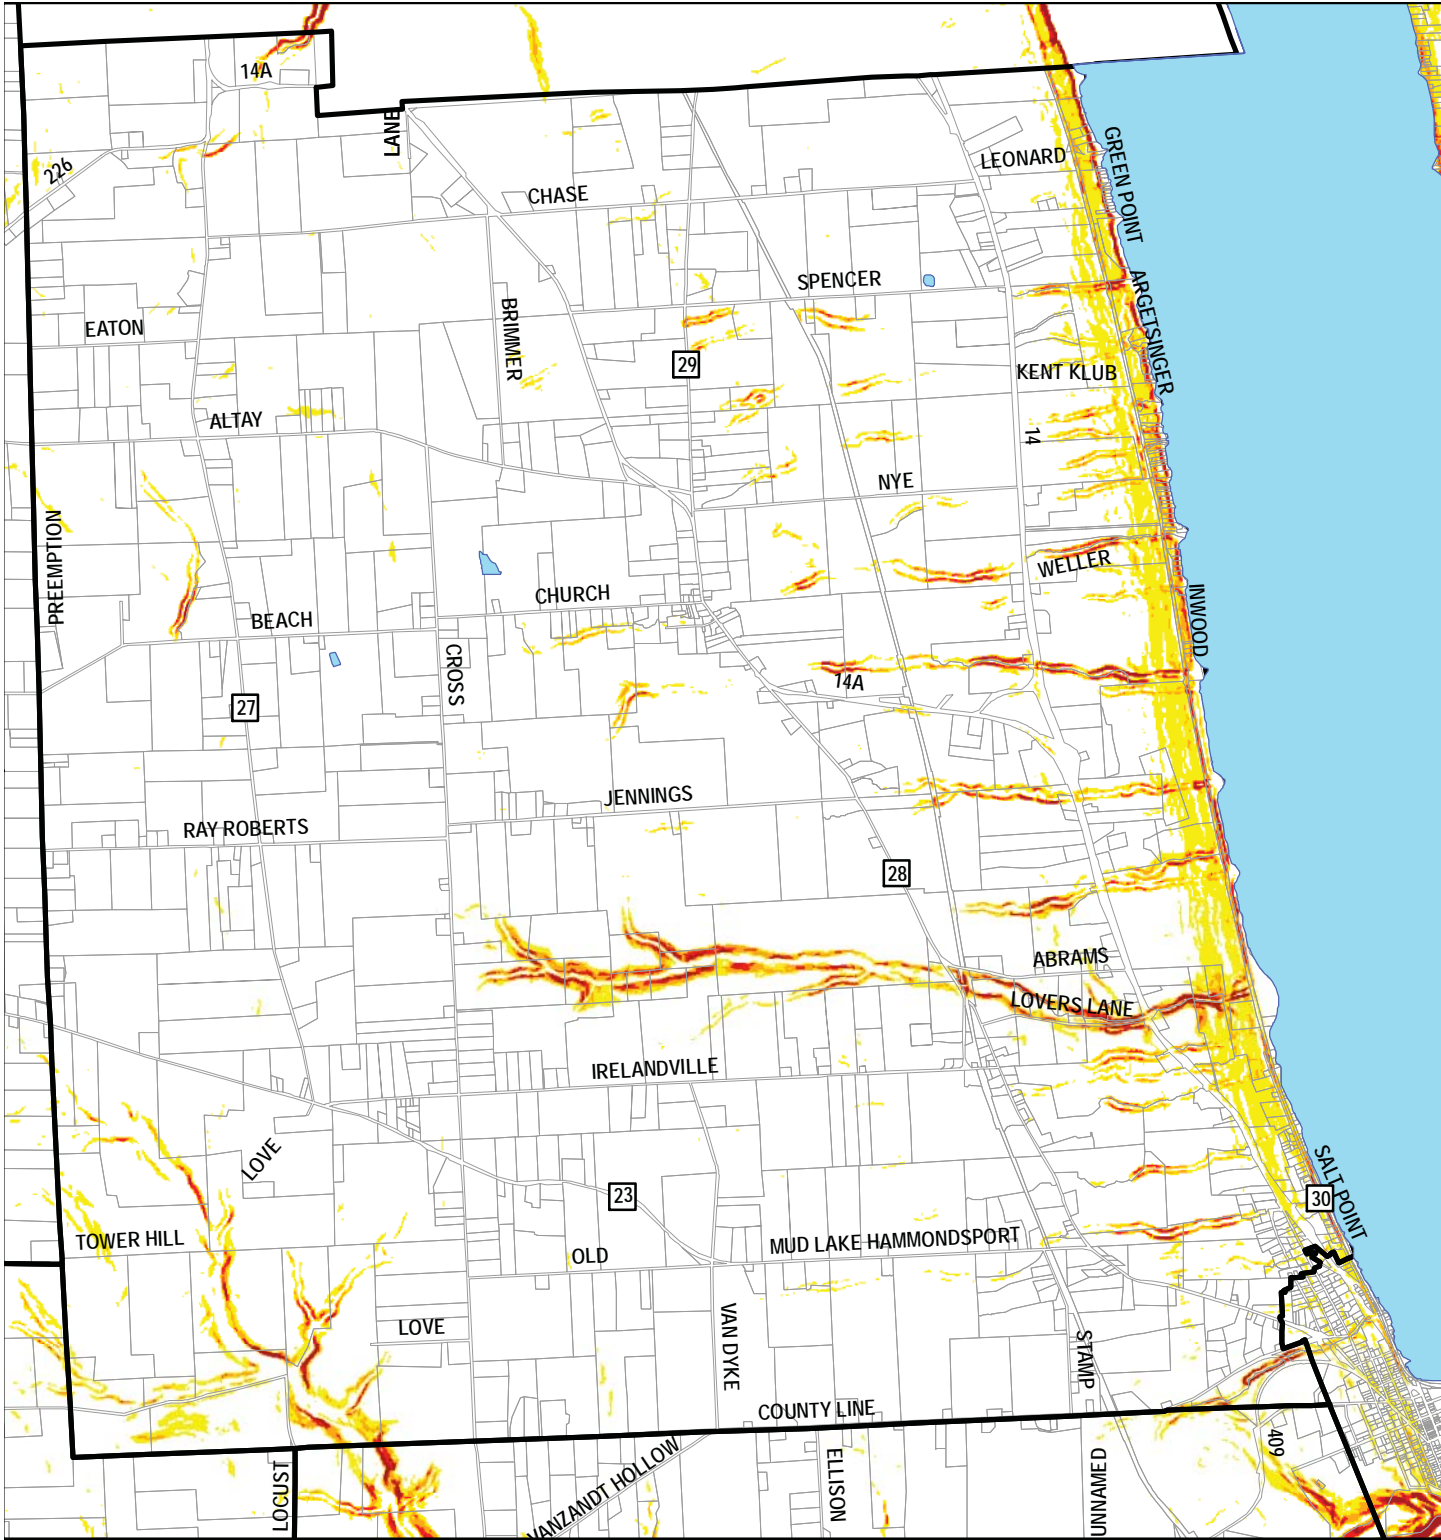 14A
LANE
226
LEONARD
GREEN POINT
CHASE
SPENCER
ARGETSINGER
BRIMMER
EATON
29
KENT KLUB
ALTAY
14
NYE
PREEMPTION
WELLER
CHURCH
INWOOD
BEACH
CROSS
14A
27
JENNINGS
RAY ROBERTS
28
ABRAMS
LOVERS LANE
IRELANDVILLE
LOVE
SALT POINT
23
30
TOWER HILL
OLD
MUD LAKE HAMMONDSPORT
LOVE
VAN DYKE
STAMP
COUNTY LINE
409
LOCUST
VANZANDT HOLLOW
ELLISON
UNNAMED